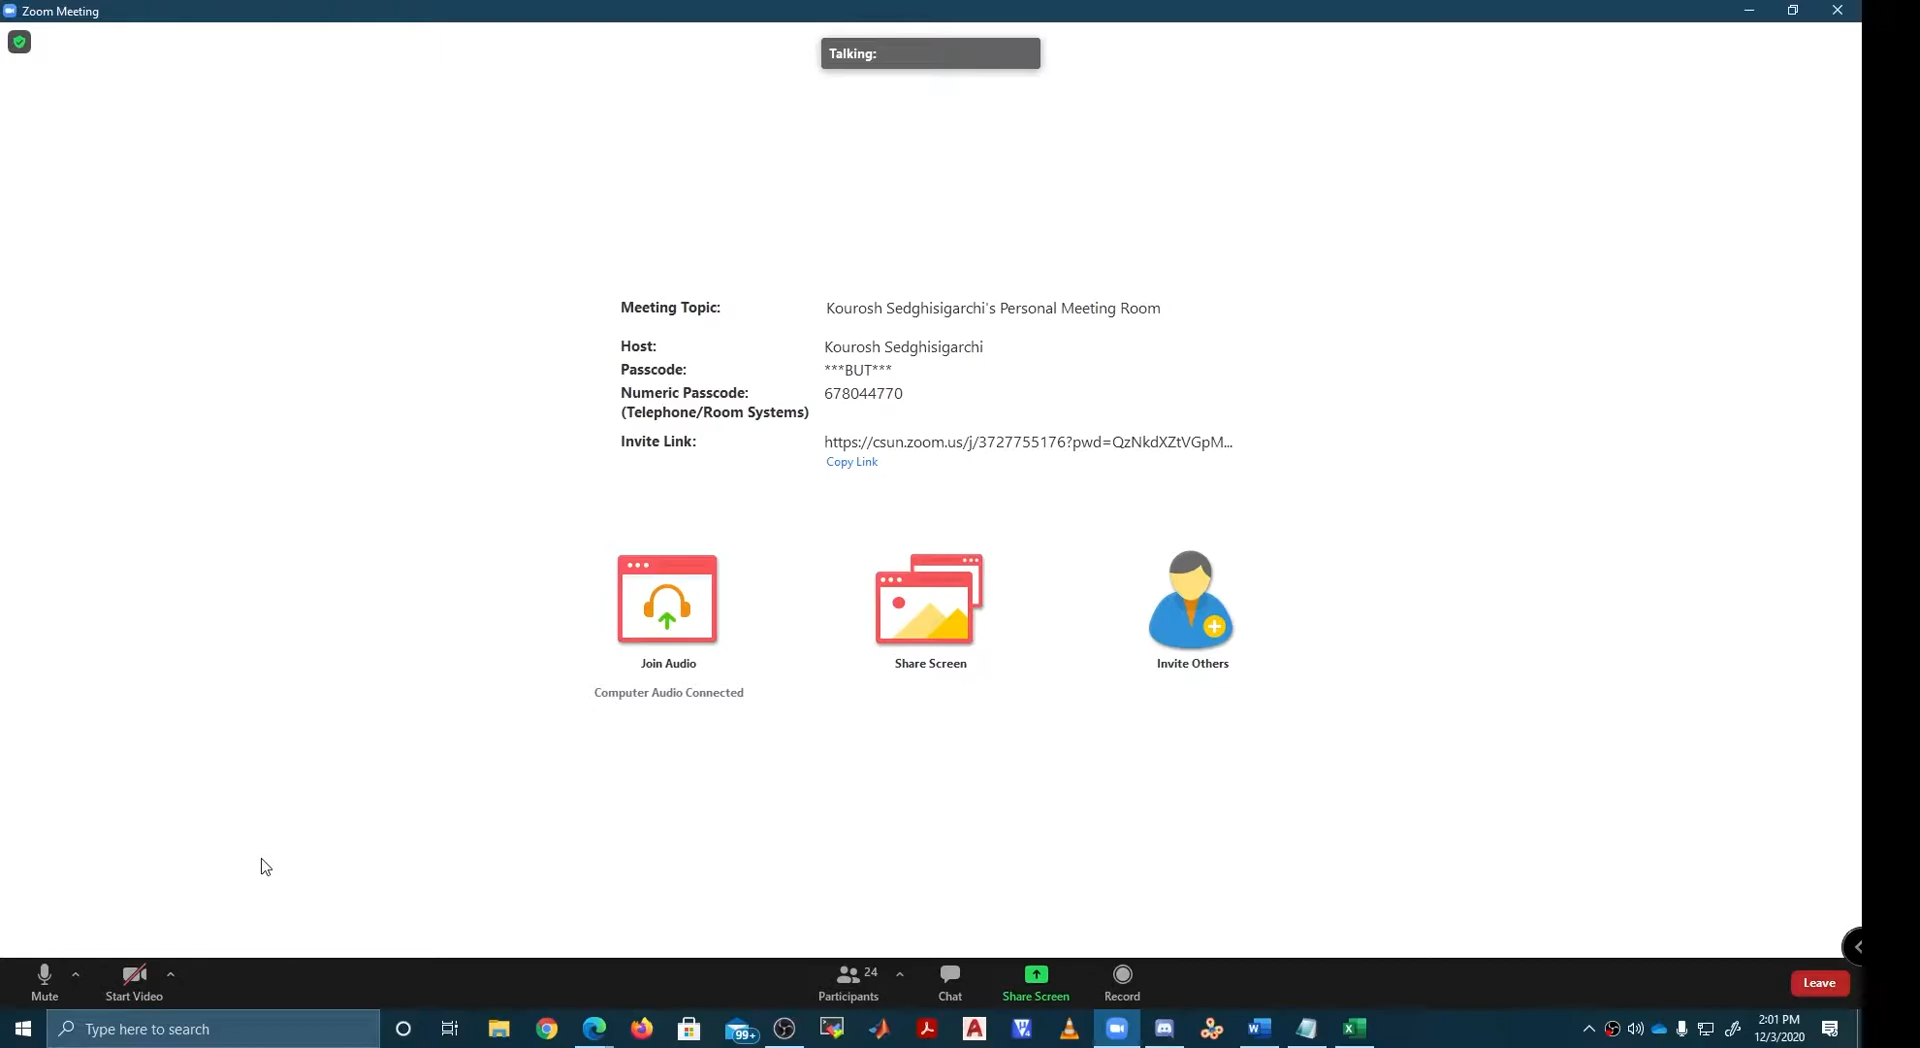 Zoom Meeting
Talking:
Meeting Topic: Kourosh Sedghisigarchi's Personal Meeting Room
Host: Kourosh Sedghisigarchi
Passcode: ***BUT***
Numeric Passcode: 678044770
(Telephone/Room Systems)
Invite Link: https://csun.zoom.us/j/3727755176?pwd=QzNkdXZtVGpM...
Copy Link
Join Audio Share Screen Invite Others
Computer Audio Connected
24
Mute Start Video Participants Chat Share Screen Record Leave
Type here to search 99+ 2:01 PM
12/3/2020